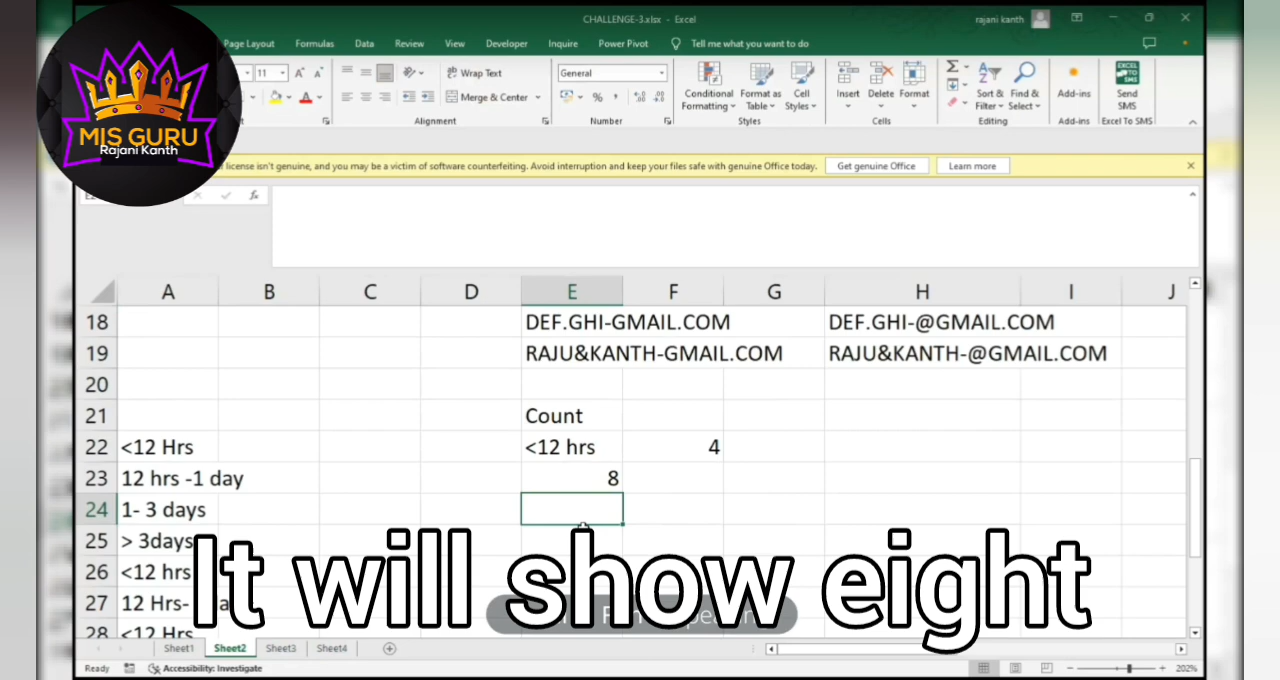 CHALLENGE-3.xlsx - Excel
rajani kanth
Page Layout Formulas Data Review View Developer Inquire Power Pivot Tell me what you want to do
11 Wrap Text General
Merge & Center
Conditional Formatting
Format as Table
Cell Styles
Insert Delete Format
Sort & Filter
Find & Select
Add-ins
EXCEL TO SMS
Send SMS
Alignment Number Styles Cells Editing Add-ins Excel To SMS
MIS GURU
Rajani Kanth
license isn't genuine, and you may be a victim of software counterfeiting. Avoid interruption and keep your files safe with genuine Office today. Get genuine Office Learn more
fx
A B C D E F G H I J
18 DEF.GHI-GMAIL.COM DEF.GHI-@GMAIL.COM
19 RAJU&KANTH-GMAIL.COM RAJU&KANTH-@GMAIL.COM
20
21 Count
22 <12 Hrs <12 hrs 4
23 12 hrs -1 day 8
24 1- 3 days
25 > 3days
26 <12 hrs
27 12 Hrs-
28 <12 Hrs
It will show eight
Sheet1 Sheet2 Sheet3 Sheet4
Ready Accessibility: Investigate 202%